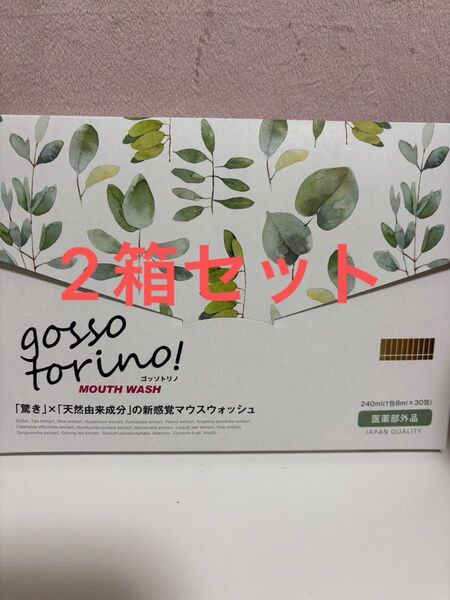 2箱セット
gosso
torino!
ゴッソトリノ
MOUTH WASH
「驚き」×「天然由来成分」の新感覚マウスウォッシュ
240ml(1包8ml×30包)
医薬部外品
JAPAN QUALITY